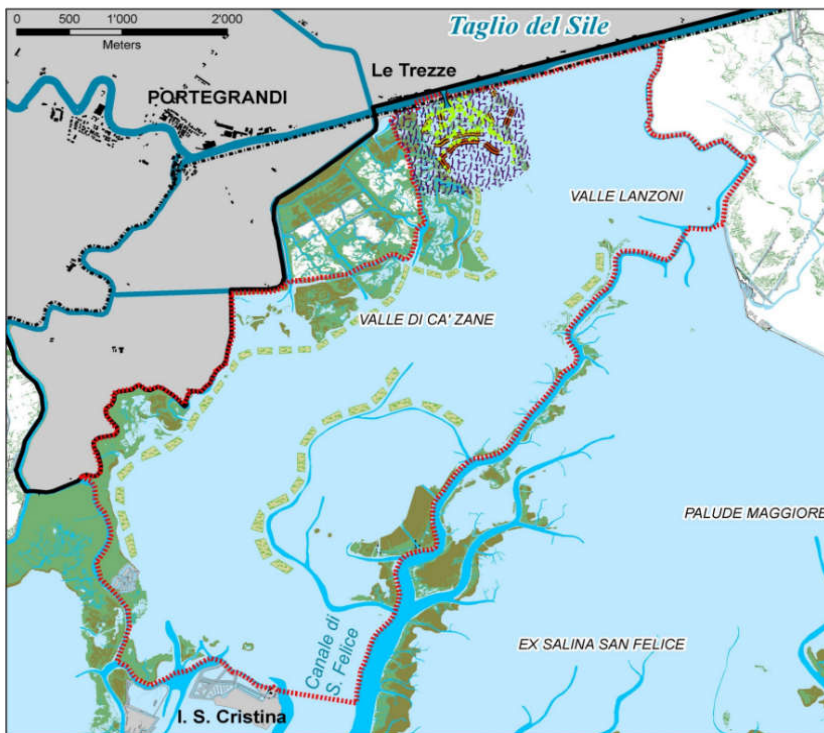 0 500 1'000 2'000
Meters
Taglio del Sile
Le Trezze
PORTEGRANDI
VALLE LANZONI
VALLE DI CA' ZANE
PALUDE MAGGIORE
Canale di
S. Felice
EX SALINA SAN FELICE
I. S. Cristina